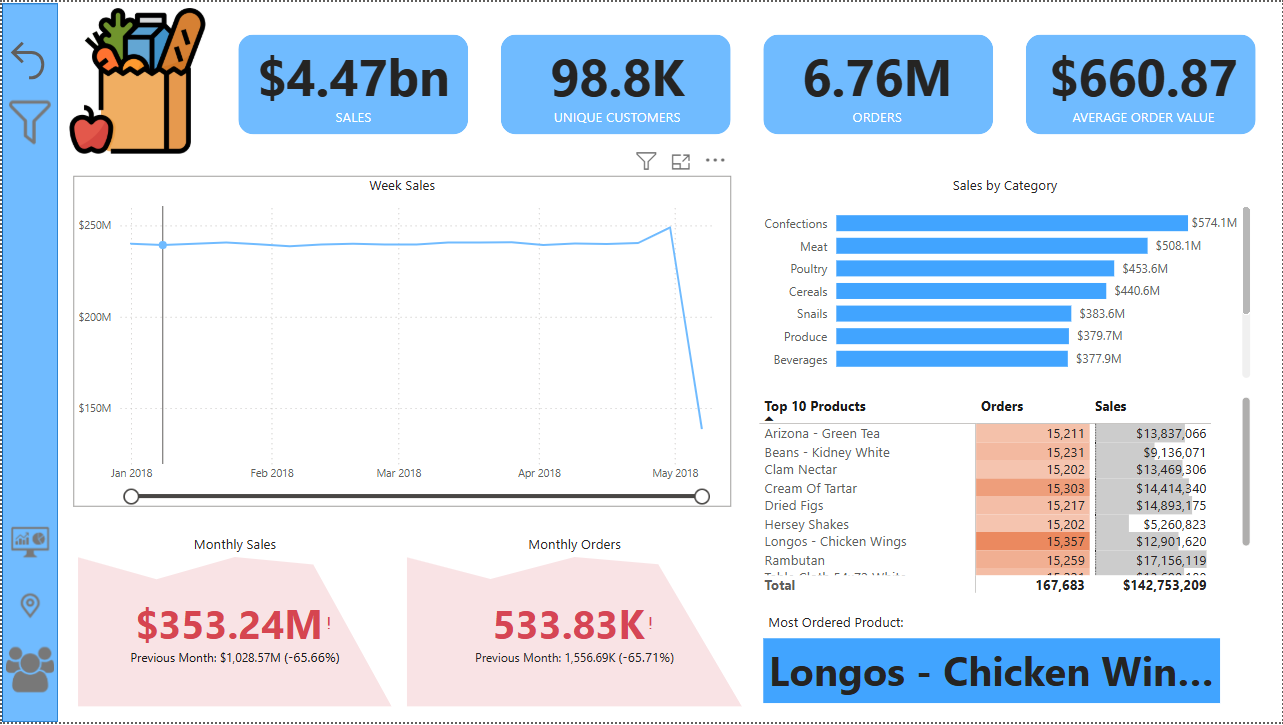 $4.47bn
SALES
98.8K
UNIQUE CUSTOMERS
6.76M
ORDERS
$660.87
AVERAGE ORDER VALUE
Week Sales
$250M
$200M
$150M
Jan 2018 Feb 2018 Mar 2018 Apr 2018 May 2018
Sales by Category
Confections $574.1M
Meat $508.1M
Poultry $453.6M
Cereals $440.6M
Snails $383.6M
Produce $379.7M
Beverages $377.9M
Top 10 Products Orders Sales
Arizona - Green Tea 15,211 $13,837,066
Beans - Kidney White 15,231 $9,136,071
Clam Nectar 15,202 $13,469,306
Cream Of Tartar 15,303 $14,414,340
Dried Figs 15,217 $14,893,175
Hersey Shakes 15,202 $5,260,823
Longos - Chicken Wings 15,357 $12,901,620
Rambutan 15,259 $17,156,119
Total 167,683 $142,753,209
Monthly Sales
$353.24M!
Previous Month: $1,028.57M (-65.66%)
Monthly Orders
533.83K!
Previous Month: 1,556.69K (-65.71%)
Most Ordered Product:
Longos - Chicken Win...